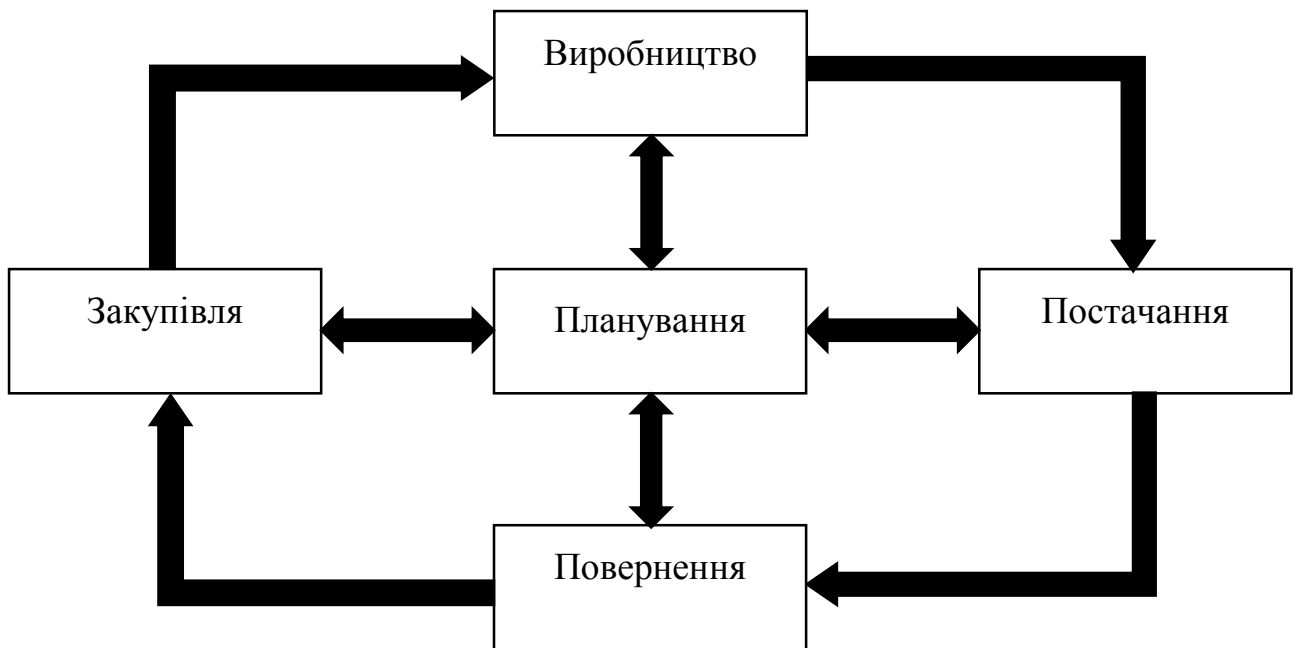 Виробництво
Закупівля
Планування
Постачання
Повернення